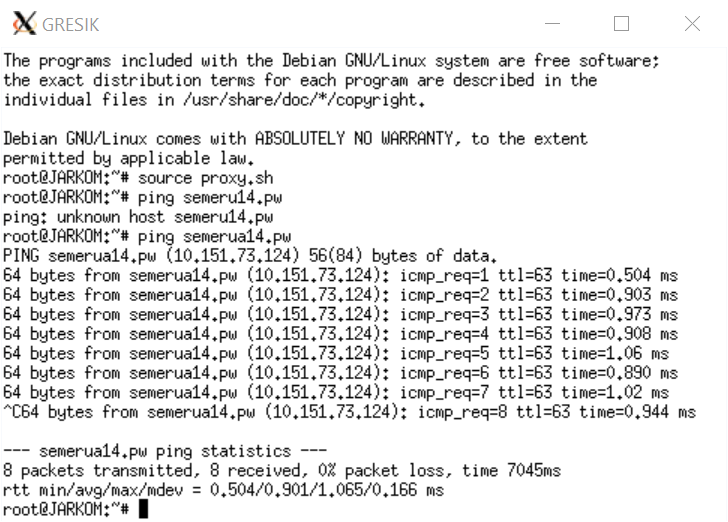 GRESIK
The programs included with the Debian GNU/Linux system are free software;
the exact distribution terms for each program are described in the
individual files in /usr/share/doc/*/copyright.

Debian GNU/Linux comes with ABSOLUTELY NO WARRANTY, to the extent
permitted by applicable law.
root@JARKOM:~# source proxy.sh
root@JARKOM:~# ping semeru14.pw
ping: unknown host semeru14.pw
root@JARKOM:~# ping semerua14.pw
PING semerua14.pw (10.151.73.124) 56(84) bytes of data.
64 bytes from semerua14.pw (10.151.73.124): icmp_req=1 ttl=63 time=0.504 ms
64 bytes from semerua14.pw (10.151.73.124): icmp_req=2 ttl=63 time=0.903 ms
64 bytes from semerua14.pw (10.151.73.124): icmp_req=3 ttl=63 time=0.973 ms
64 bytes from semerua14.pw (10.151.73.124): icmp_req=4 ttl=63 time=0.908 ms
64 bytes from semerua14.pw (10.151.73.124): icmp_req=5 ttl=63 time=1.06 ms
64 bytes from semerua14.pw (10.151.73.124): icmp_req=6 ttl=63 time=0.890 ms
64 bytes from semerua14.pw (10.151.73.124): icmp_req=7 ttl=63 time=1.02 ms
^C64 bytes from semerua14.pw (10.151.73.124): icmp_req=8 ttl=63 time=0.944 ms

--- semerua14.pw ping statistics ---
8 packets transmitted, 8 received, 0% packet loss, time 7045ms
rtt min/avg/max/mdev = 0.504/0.901/1.065/0.166 ms
root@JARKOM:~#